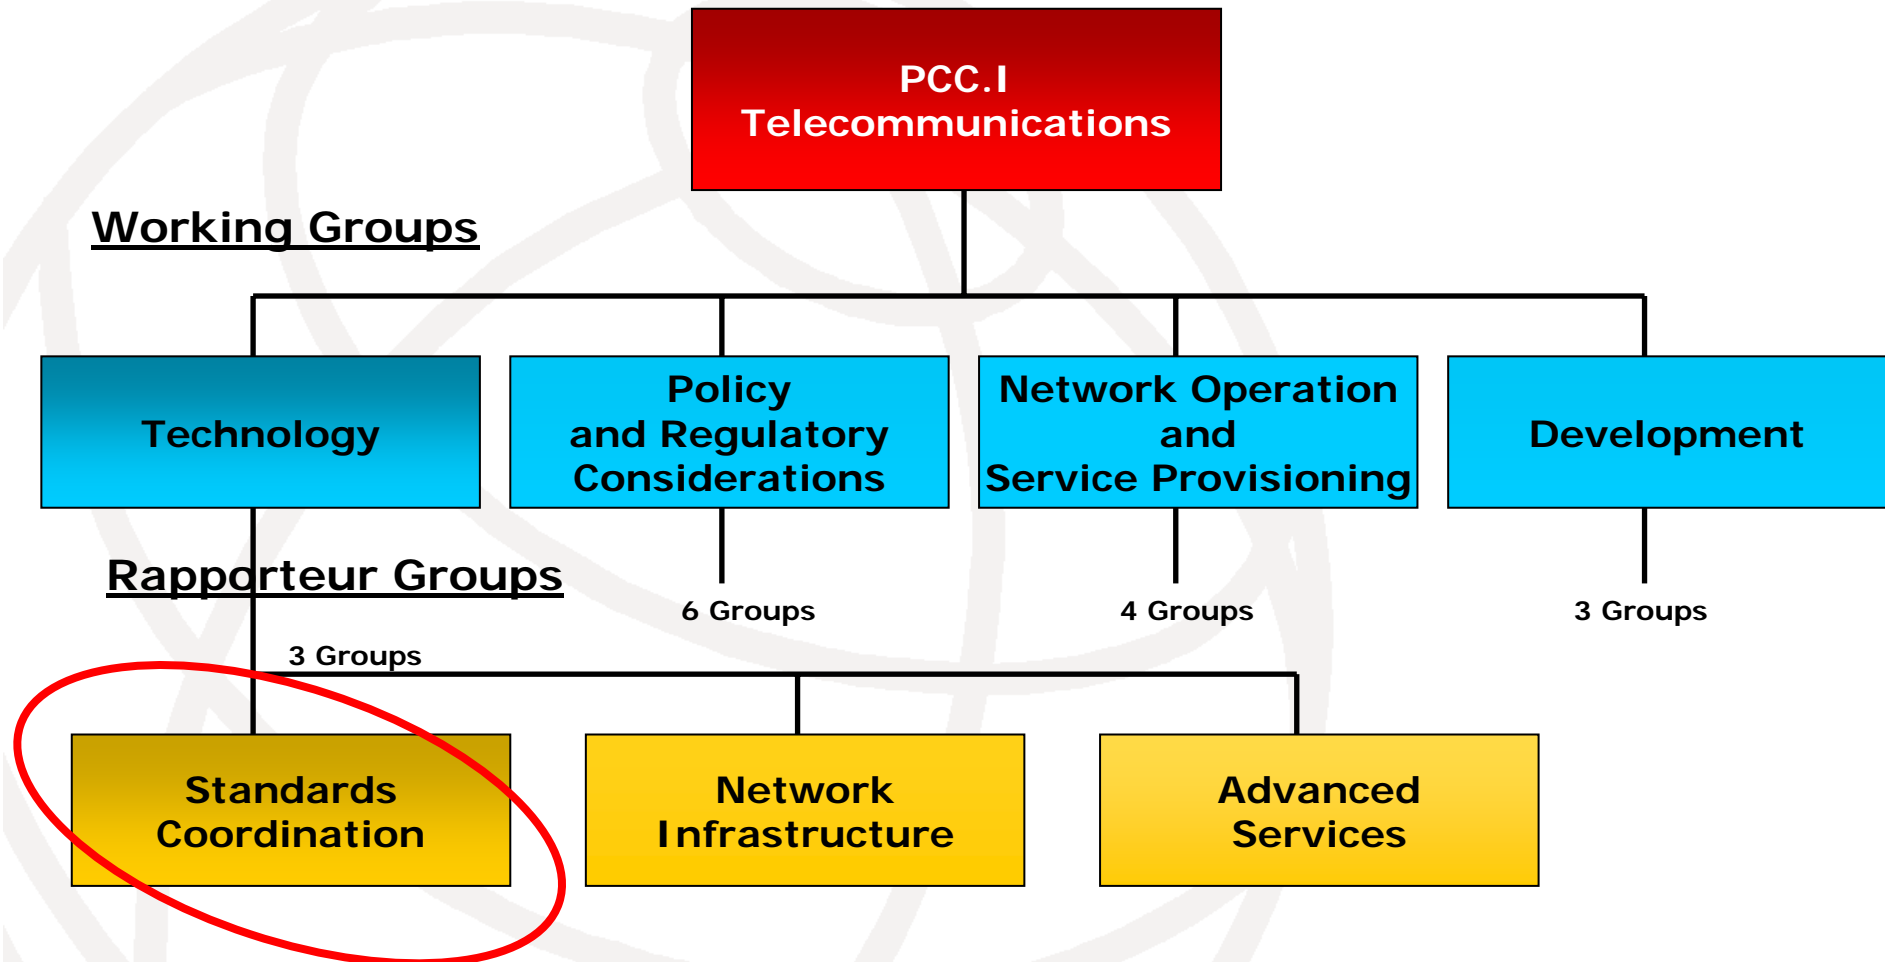 PCC.I
Telecommunications
Working Groups
Technology
Policy
and Regulatory
Considerations
Network Operation
and
Service Provisioning
Development
Rapporteur Groups
6 Groups
4 Groups
3 Groups
3 Groups
Standards
Coordination
Network
Infrastructure
Advanced
Services